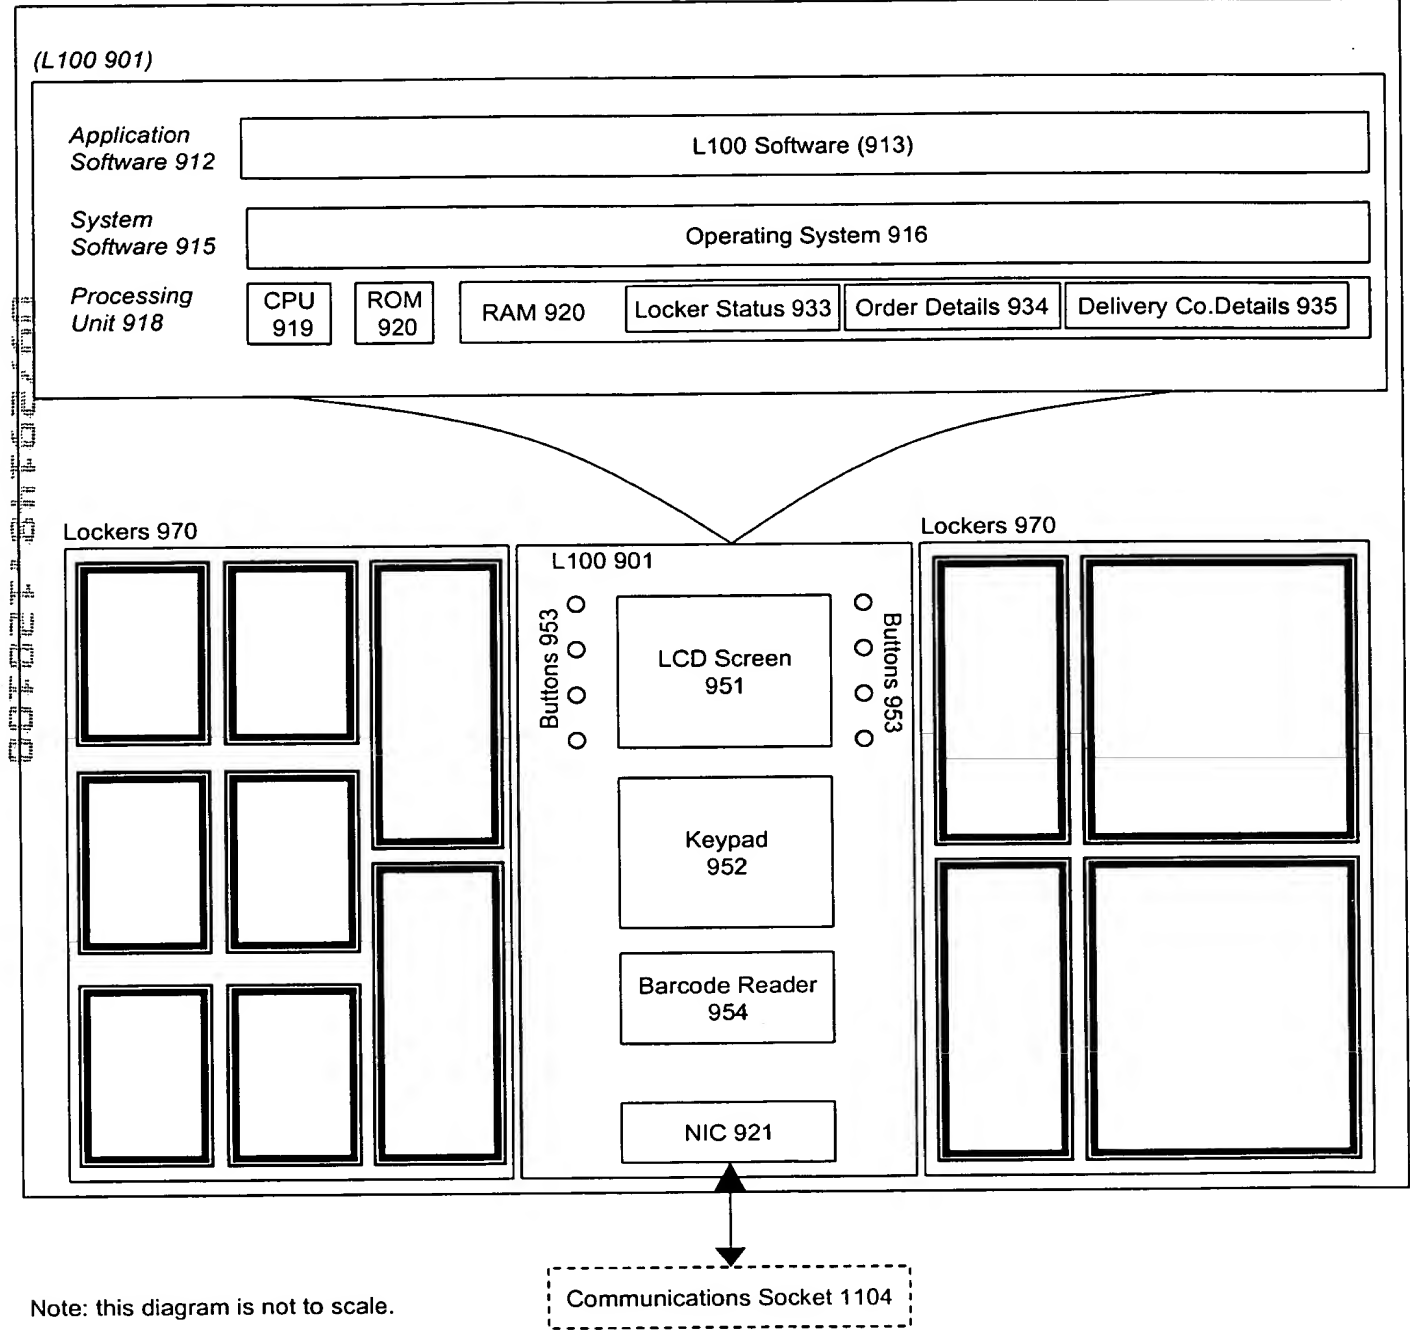 (L100 901)
Application
Software 912
L100 Software (913)
System
Software 915
Operating System 916
Processing
Unit 918
CPU
919
ROM
920
RAM 920
Locker Status 933
Order Details 934
Delivery Co.Details 935
Lockers 970
L100 901
Lockers 970
Buttons 953
LCD Screen
951
Buttons 953
Keypad
952
Barcode Reader
954
NIC 921
Communications Socket 1104
Note: this diagram is not to scale.